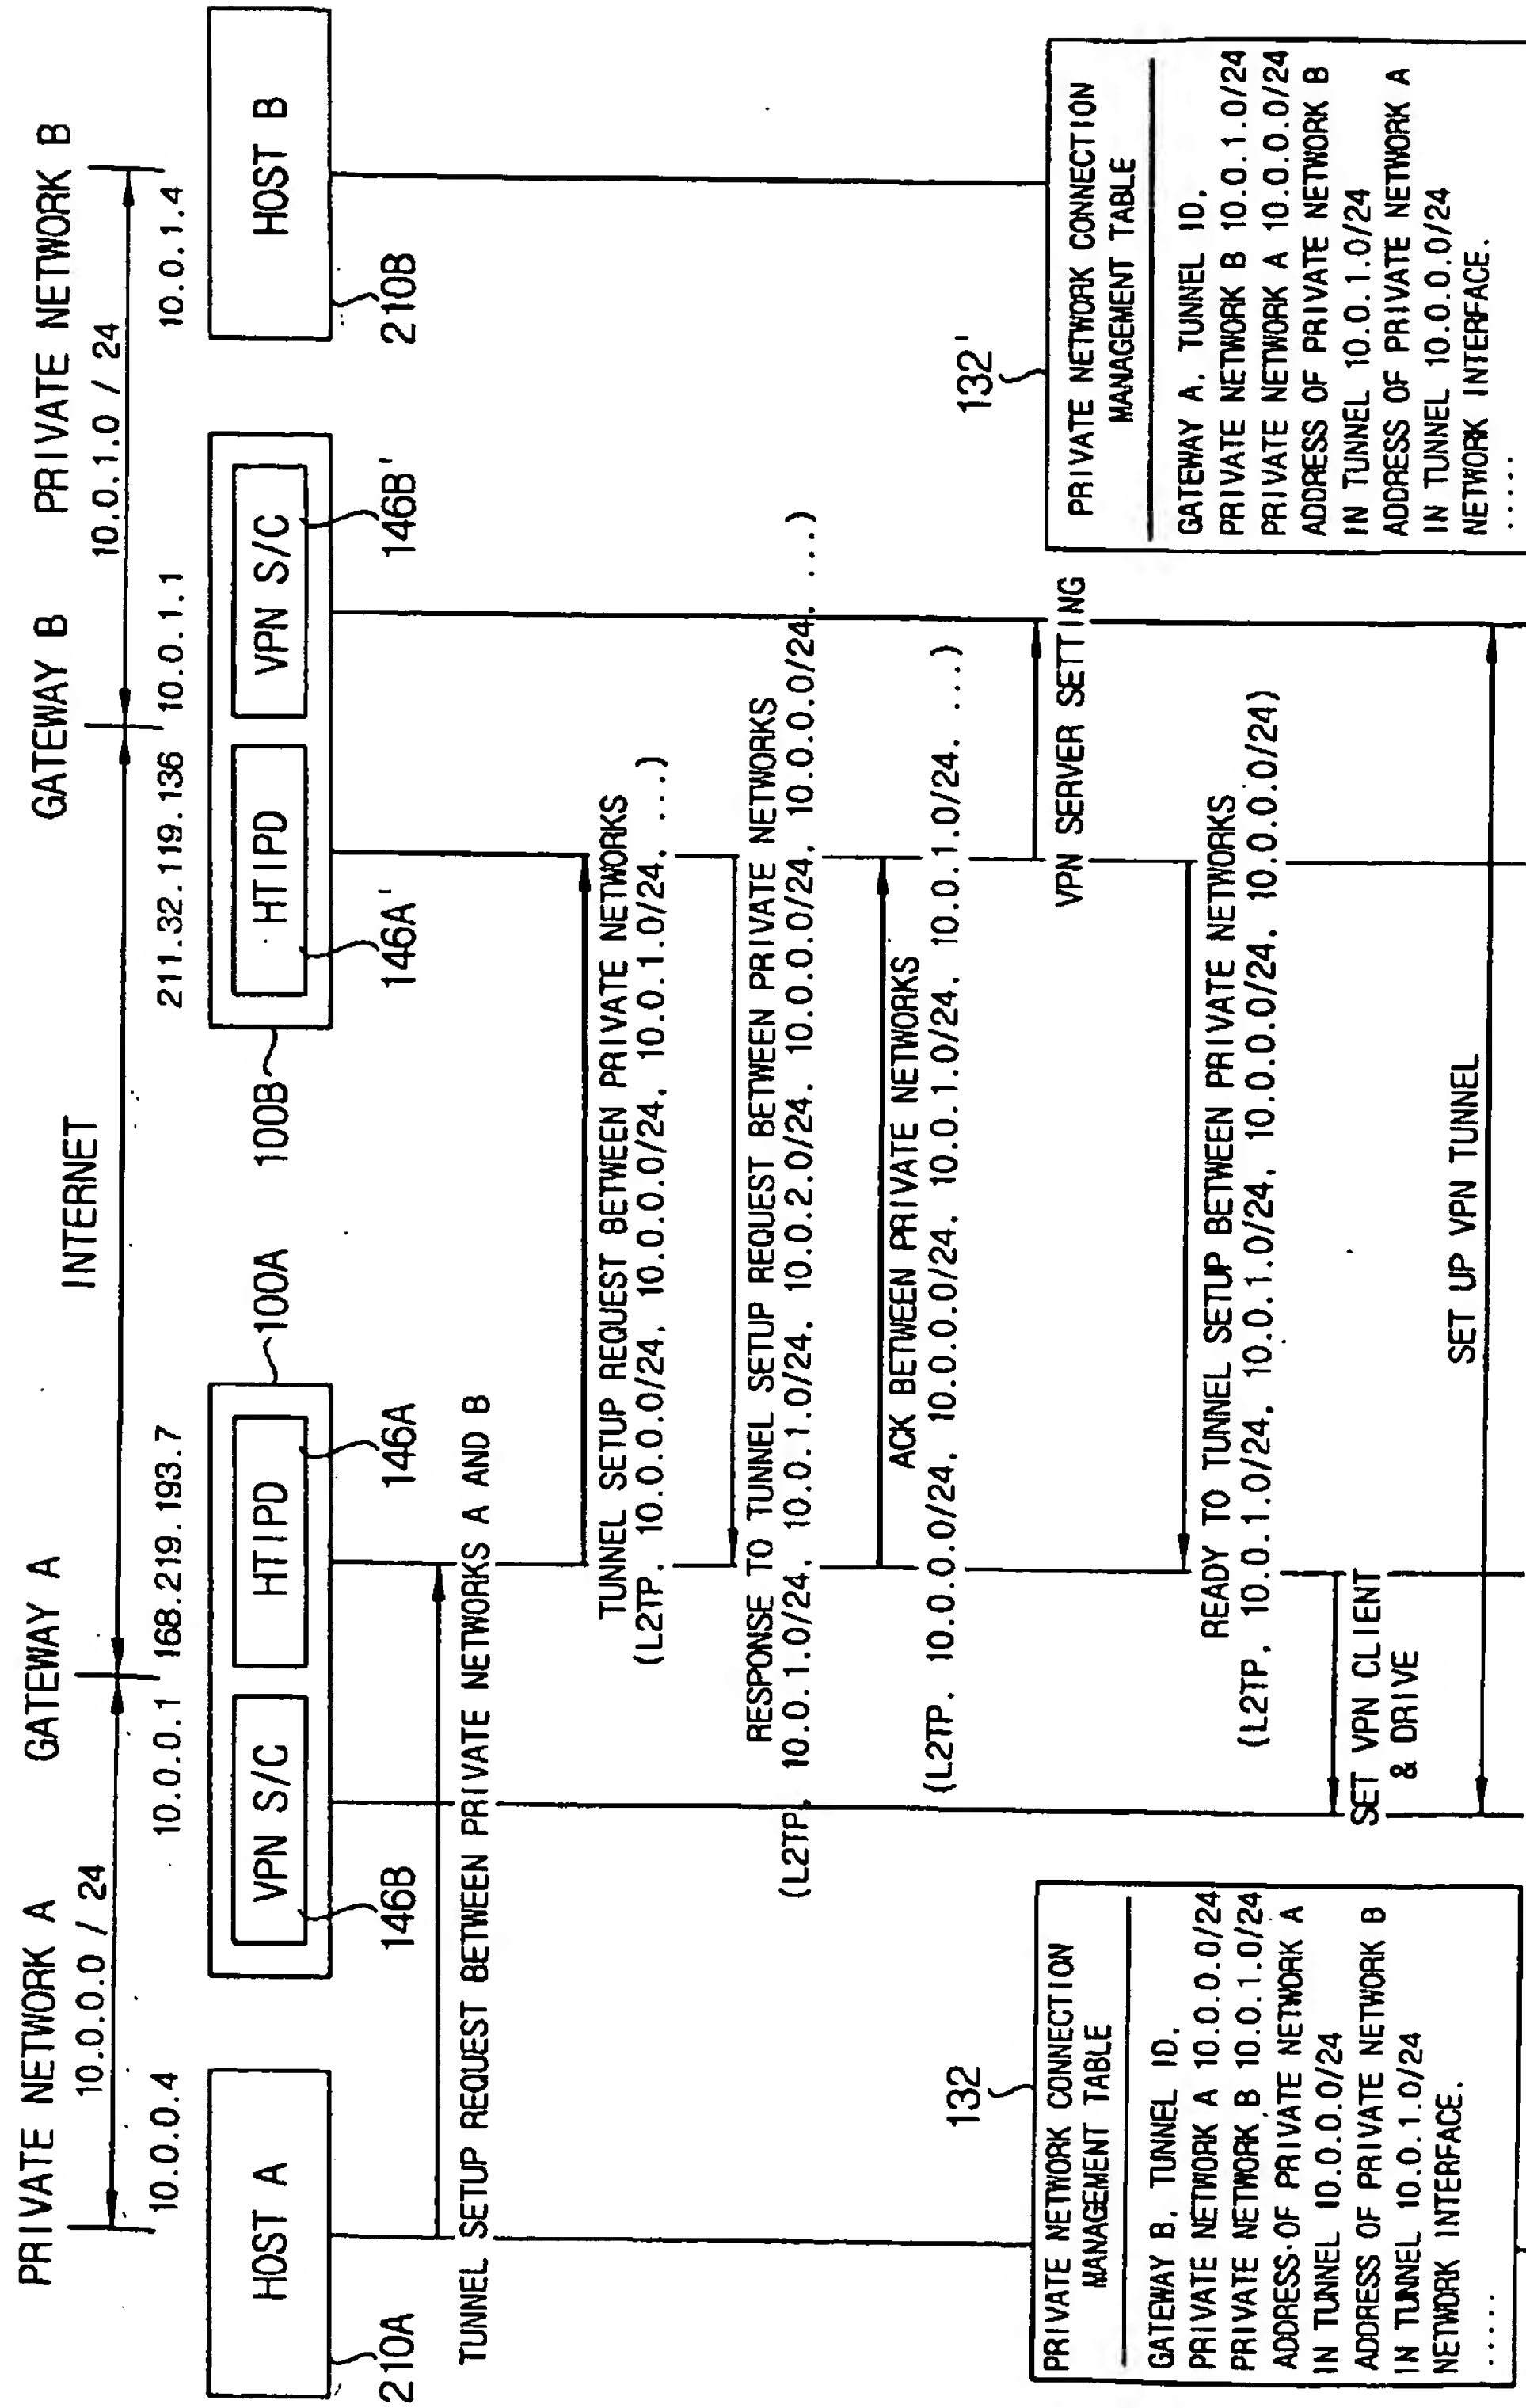 PRIVATE NETWORK A
GATEWAY A
INTERNET
GATEWAY B
PRIVATE NETWORK B
10.0.0.0 / 24
10.0.1.0 / 24
10.0.0.4
10.0.0.1
168.219.193.7
211.32.119.136
10.0.1.1
10.0.1.4
HOST A
VPN S/C
HTIPD
HTIPD
VPN S/C
HOST B
210A
146B
146A
100A
100B
146A'
146B'
210B
TUNNEL SETUP REQUEST BETWEEN PRIVATE NETWORKS A AND B
TUNNEL SETUP REQUEST BETWEEN PRIVATE NETWORKS
(L2TP, 10.0.0.0/24, 10.0.0.0/24, 10.0.1.0/24, ...)
RESPONSE TO TUNNEL SETUP REQUEST BETWEEN PRIVATE NETWORKS
(L2TP, 10.0.1.0/24, 10.0.1.0/24, 10.0.2.0/24, 10.0.0.0/24, 10.0.0.0/24, ...)
ACK BETWEEN PRIVATE NETWORKS
(L2TP, 10.0.0.0/24, 10.0.0.0/24, 10.0.1.0/24, 10.0.1.0/24, ...)
VPN SERVER SETTING
READY TO TUNNEL SETUP BETWEEN PRIVATE NETWORKS
(L2TP, 10.0.1.0/24, 10.0.1.0/24, 10.0.0.0/24, 10.0.0.0/24)
SET VPN CLIENT
& DRIVE
SET UP VPN TUNNEL
132
PRIVATE NETWORK CONNECTION
MANAGEMENT TABLE
GATEWAY B, TUNNEL ID,
PRIVATE NETWORK A 10.0.0.0/24
PRIVATE NETWORK B 10.0.1.0/24
ADDRESS OF PRIVATE NETWORK A
IN TUNNEL 10.0.0.0/24
ADDRESS OF PRIVATE NETWORK B
IN TUNNEL 10.0.1.0/24
NETWORK INTERFACE.
.....
132'
PRIVATE NETWORK CONNECTION
MANAGEMENT TABLE
GATEWAY A, TUNNEL ID,
PRIVATE NETWORK B 10.0.1.0/24
PRIVATE NETWORK A 10.0.0.0/24
ADDRESS OF PRIVATE NETWORK B
IN TUNNEL 10.0.1.0/24
ADDRESS OF PRIVATE NETWORK A
IN TUNNEL 10.0.0.0/24
NETWORK INTERFACE.
.....